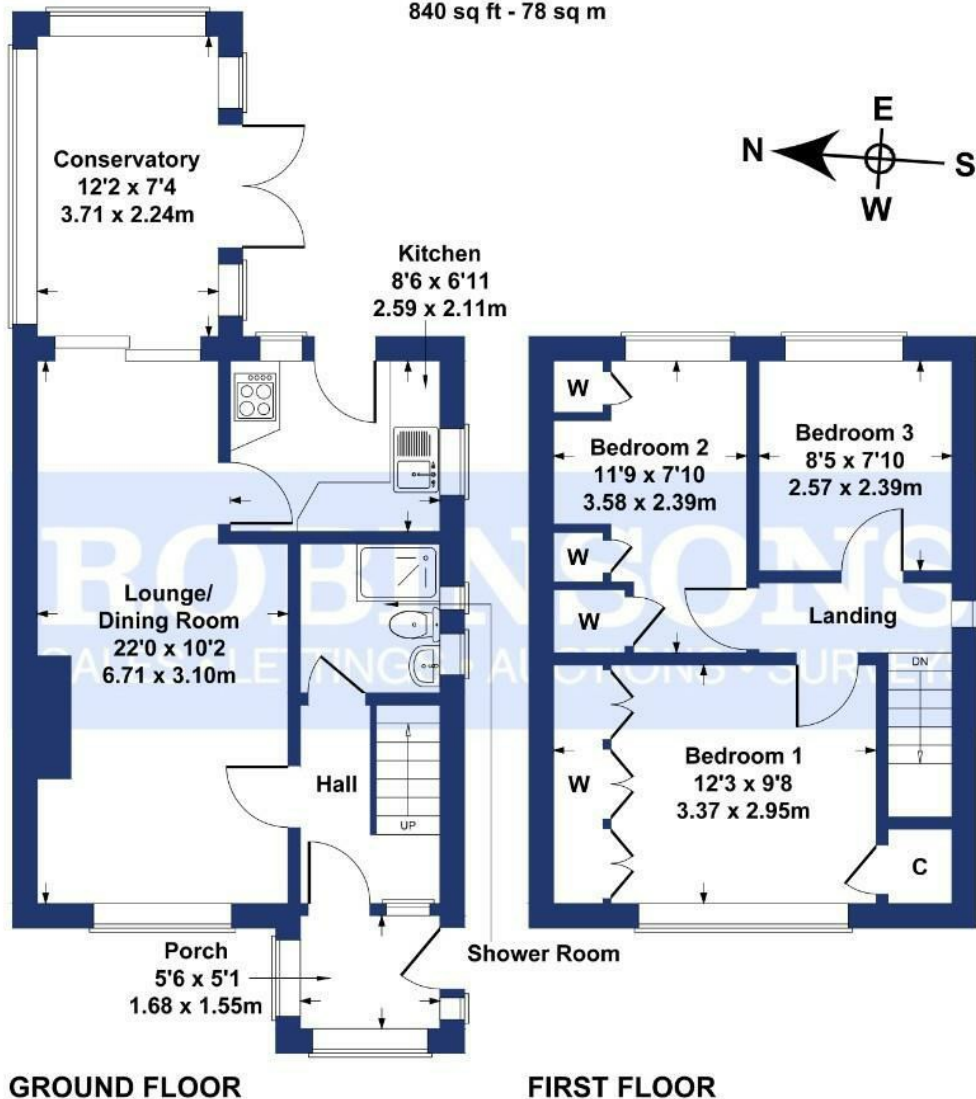 840 sq ft - 78 sq m
Conservatory
12'2 x 7'4
3.71 x 2.24m
N
E
S
W
Kitchen
8'6 x 6'11
2.59 x 2.11m
Lounge/
Dining Room
22'0 x 10'2
6.71 x 3.10m
Hall
UP
Porch
5'6 x 5'1
1.68 x 1.55m
Shower Room
W
Bedroom 2
11'9 x 7'10
3.58 x 2.39m
W
W
Bedroom 3
8'5 x 7'10
2.57 x 2.39m
Landing
DN
W
Bedroom 1
12'3 x 9'8
3.37 x 2.95m
C
ROBINSONS
SALES LETTINGS • AUCTIONS • SURVEYS
GROUND FLOOR
FIRST FLOOR